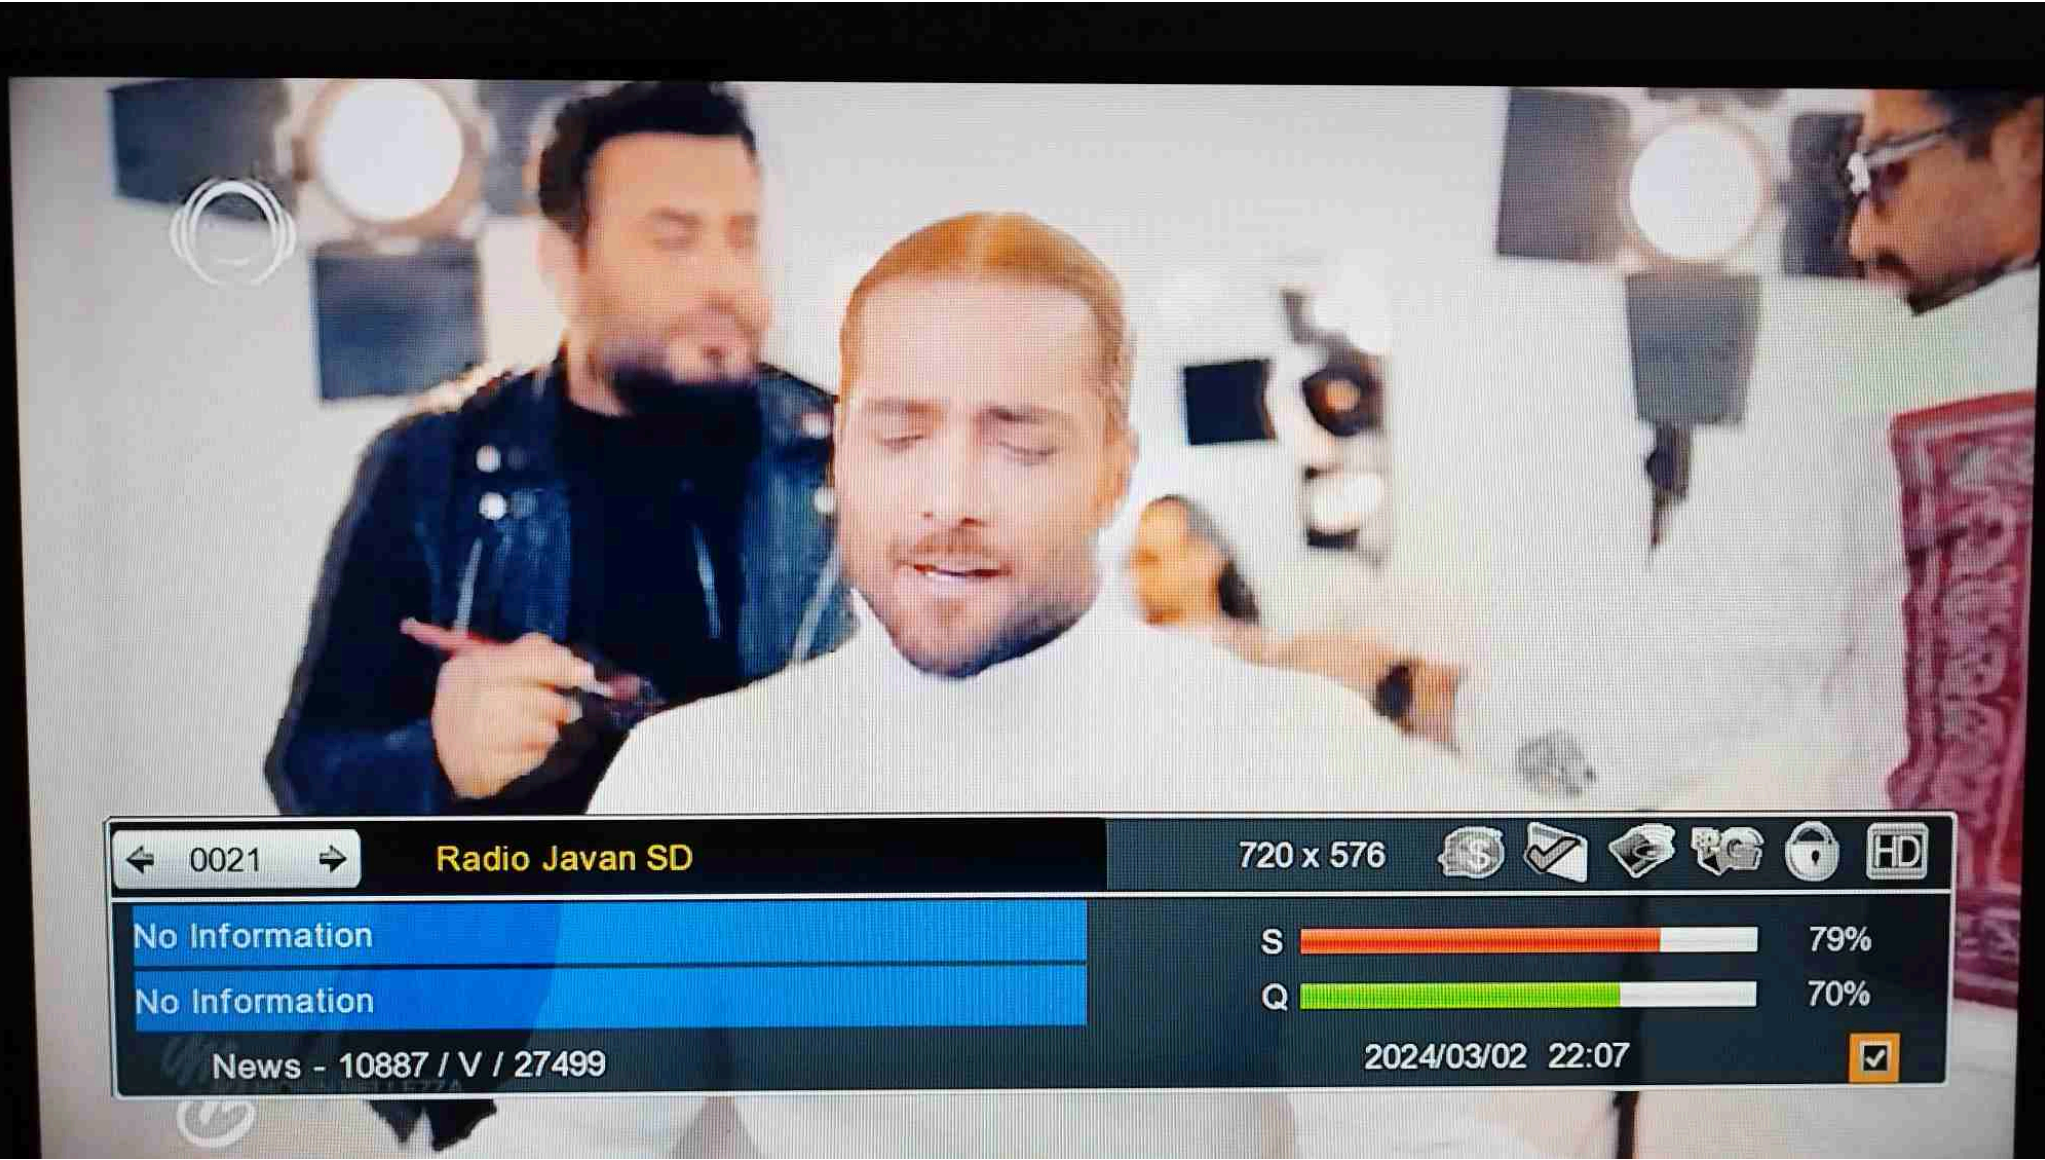 0021
Radio Javan SD
720 x 576
HD
No Information
S 79%
No Information
Q 70%
News - 10887 / V / 27499
2024/03/02 22:07